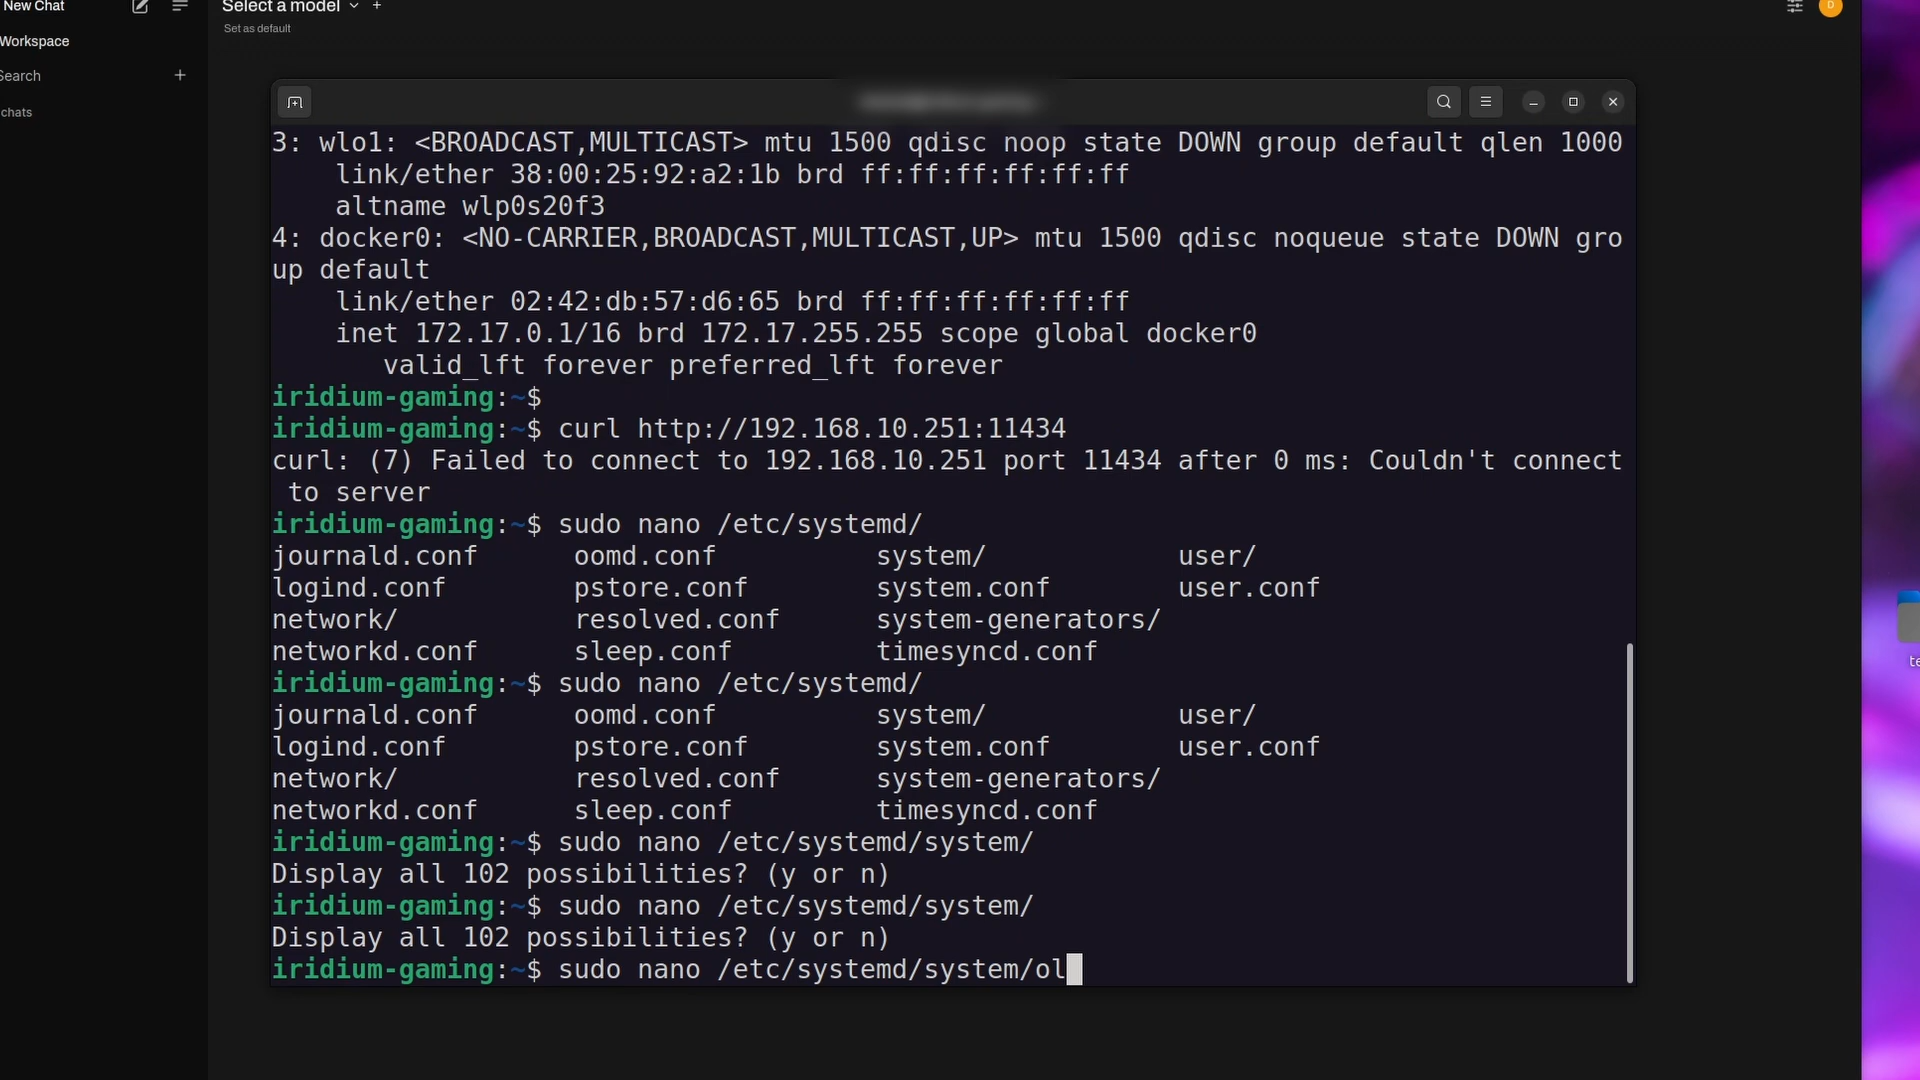 New Chat
Select a model
Set as default
D
Workspace
Search
chats
3: wlo1: <BROADCAST,MULTICAST> mtu 1500 qdisc noop state DOWN group default qlen 1000
link/ether 38:00:25:92:a2:1b brd ff:ff:ff:ff:ff:ff
altname wlp0s20f3
4: docker0: <NO-CARRIER,BROADCAST,MULTICAST,UP> mtu 1500 qdisc noqueue state DOWN gro
up default
link/ether 02:42:db:57:d6:65 brd ff:ff:ff:ff:ff:ff
inet 172.17.0.1/16 brd 172.17.255.255 scope global docker0
valid_lft forever preferred_lft forever
iridium-gaming:~$
iridium-gaming:~$ curl http://192.168.10.251:11434
curl: (7) Failed to connect to 192.168.10.251 port 11434 after 0 ms: Couldn't connect
to server
iridium-gaming:~$ sudo nano /etc/systemd/
journald.conf oomd.conf system/ user/
logind.conf pstore.conf system.conf user.conf
network/ resolved.conf system-generators/
networkd.conf sleep.conf timesyncd.conf
iridium-gaming:~$ sudo nano /etc/systemd/
journald.conf oomd.conf system/ user/
logind.conf pstore.conf system.conf user.conf
network/ resolved.conf system-generators/
networkd.conf sleep.conf timesyncd.conf
iridium-gaming:~$ sudo nano /etc/systemd/system/
Display all 102 possibilities? (y or n)
iridium-gaming:~$ sudo nano /etc/systemd/system/
Display all 102 possibilities? (y or n)
iridium-gaming:~$ sudo nano /etc/systemd/system/ol
te